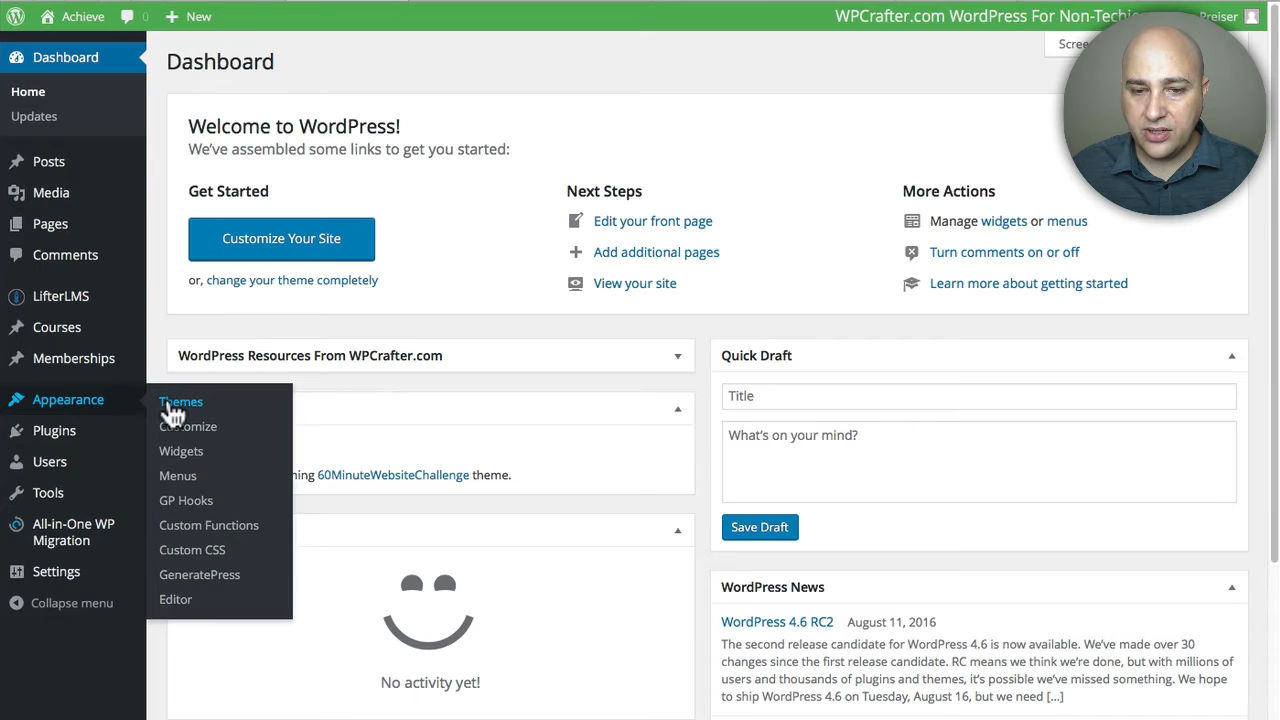 Achieve
0
New
WPCrafter.com WordPress For Non-Techies
Preiser
Dashboard
Home
Updates
Posts
Media
Pages
Comments
LifterLMS
Courses
Memberships
Appearance
Plugins
Users
Tools
All-in-One WP
Migration
Settings
Collapse menu
Themes
Customize
Widgets
Menus
GP Hooks
Custom Functions
Custom CSS
GeneratePress
Editor
Dashboard
Welcome to WordPress!
We've assembled some links to get you started:
Get Started
Customize Your Site
or, change your theme completely
Next Steps
Edit your front page
Add additional pages
View your site
More Actions
Manage widgets or menus
Turn comments on or off
Learn more about getting started
WordPress Resources From WPCrafter.com
60MinuteWebsiteChallenge theme.
No activity yet!
Quick Draft
Title
What's on your mind?
Save Draft
WordPress News
WordPress 4.6 RC2 August 11, 2016
The second release candidate for WordPress 4.6 is now available. We've made over 30
changes since the first release candidate. RC means we think we're done, but with millions of
users and thousands of plugins and themes, it's possible we've missed something. We hope
to ship WordPress 4.6 on Tuesday, August 16, but we need [...]